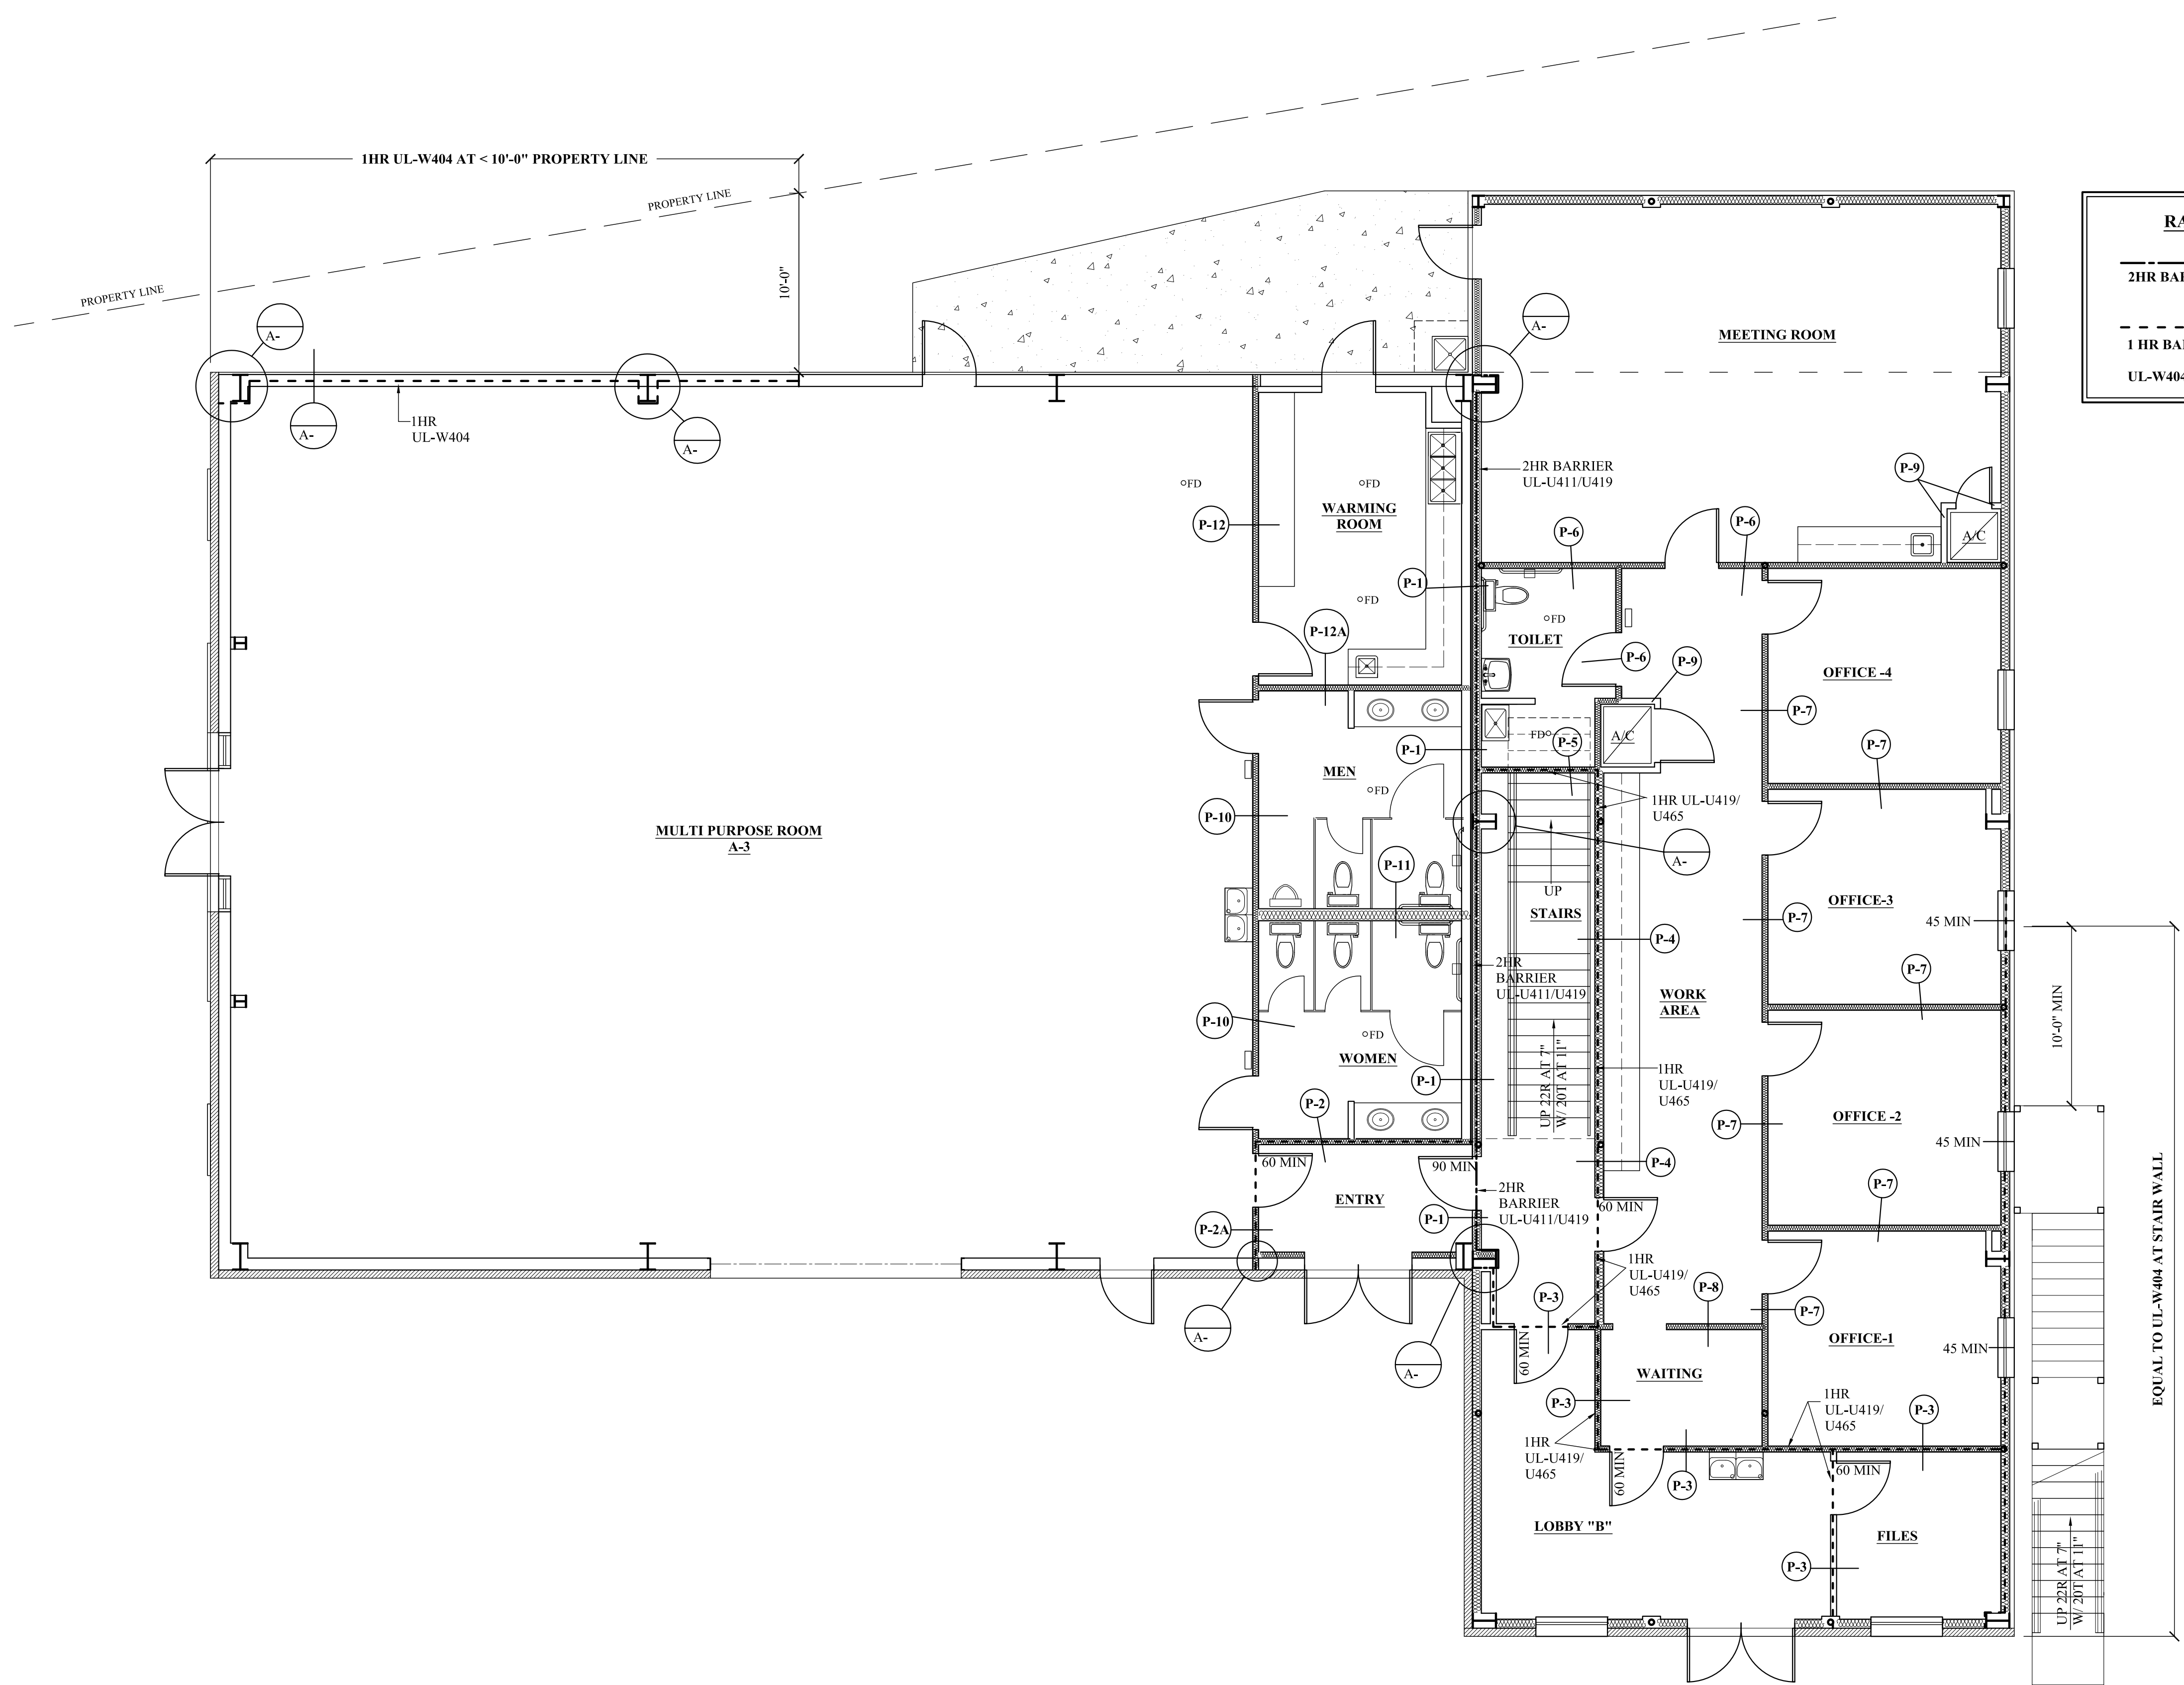 1HR UL-W404 AT < 10'-0" PROPERTY LINE
PROPERTY LINE
PROPERTY LINE
10'-0"
RA
2HR BA
1 HR BA
UL-W404
A-
A-
A-
A-
1HR
UL-W404
MEETING ROOM
2HR BARRIER
UL-U411/U419
P-9
A/C
FD
FD
P-12
WARMING
ROOM
P-6
P-6
P-1
FD
FD
P-12A
TOILET
P-6
P-9
OFFICE -4
P-7
P-7
P-1
FD
P-5
A/C
MEN
FD
1HR UL-U419/
U465
P-10
MULTI PURPOSE ROOM
A-3
A-
P-11
UP
STAIRS
OFFICE-3
P-7
45 MIN
P-4
2HR
BARRIER
UL-U411/U419
P-7
WORK
AREA
10'-0" MIN
P-10
FD
WOMEN
P-1
UP 22R AT 7"
W/ 20T AT 11"
1HR
UL-U419/
U465
P-2
P-7
OFFICE -2
45 MIN
60 MIN
90 MIN
P-4
P-7
ENTRY
2HR
BARRIER
UL-U411/U419
P-2A
P-1
60 MIN
1HR
UL-U419/
U465
P-3
P-8
P-7
A-
A-
60 MIN
OFFICE-1
45 MIN
WAITING
P-3
1HR
UL-U419/
U465
P-3
1HR
UL-U419/
U465
60 MIN
P-3
60 MIN
LOBBY "B"
FILES
P-3
EQUAL TO UL-W404 AT STAIR WALL
UP 22R AT 7"
W/ 20T AT 11"